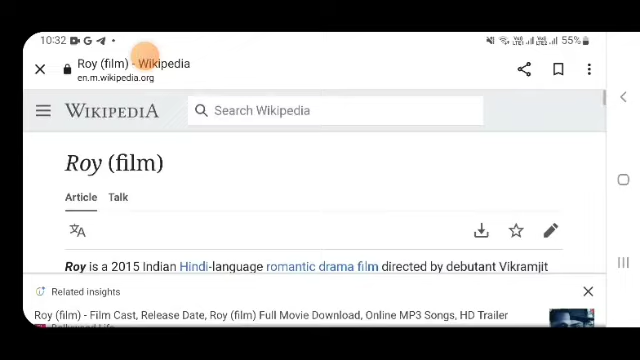 10:32 55%
Roy (film) - Wikipedia
en.m.wikipedia.org
WIKIPEDIA Search Wikipedia
Roy (film)
Article Talk
Roy is a 2015 Indian Hindi-language romantic drama film directed by debutant Vikramjit
Related insights
Roy (film) - Film Cast, Release Date, Roy (film) Full Movie Download, Online MP3 Songs, HD Trailer
Bollywood Life